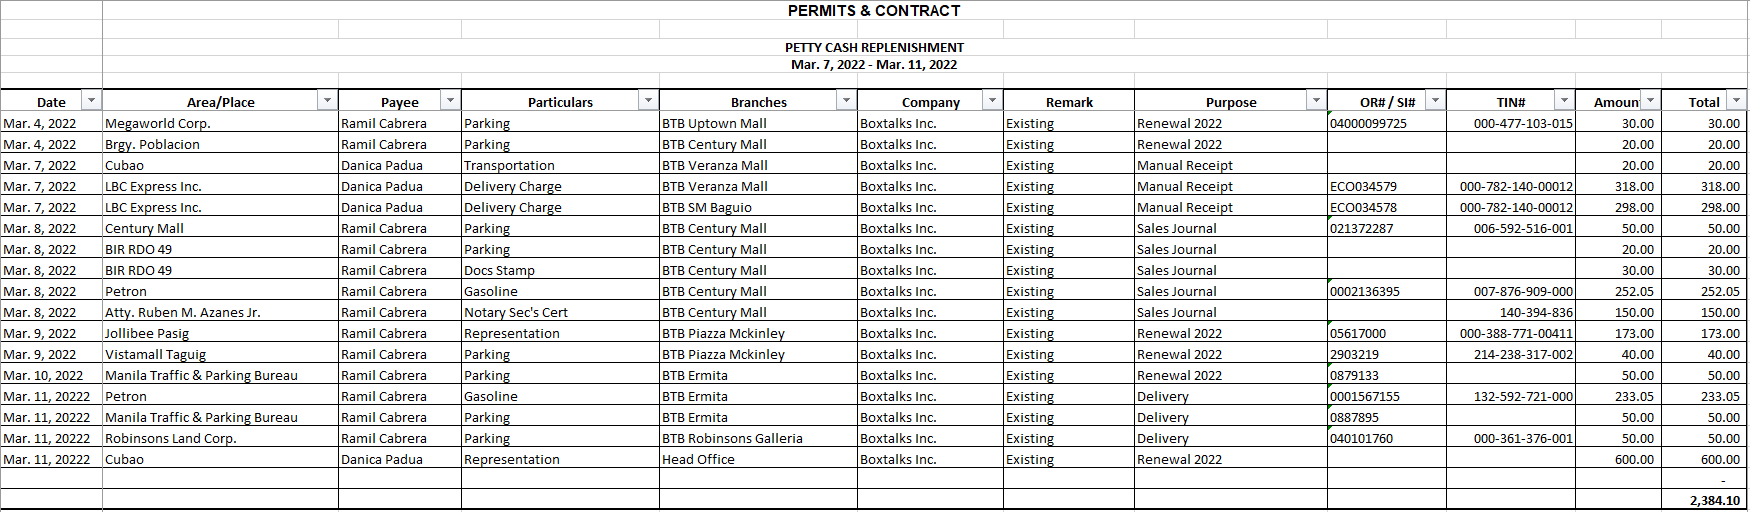 PERMITS & CONTRACT
PETTY CASH REPLENISHMENT
Mar. 7, 2022 - Mar. 11, 2022
Date Area/Place Payee Particulars Branches Company Remark Purpose OR# / SI# TIN# Amoun Total
Mar. 4, 2022 Megaworld Corp. Ramil Cabrera Parking BTB Uptown Mall Boxtalks Inc. Existing Renewal 2022 04000099725 000-477-103-015 30.00 30.00
Mar. 4, 2022 Brgy. Poblacion Ramil Cabrera Parking BTB Century Mall Boxtalks Inc. Existing Renewal 2022 20.00 20.00
Mar. 7, 2022 Cubao Danica Padua Transportation BTB Veranza Mall Boxtalks Inc. Existing Manual Receipt 20.00 20.00
Mar. 7, 2022 LBC Express Inc. Danica Padua Delivery Charge BTB Veranza Mall Boxtalks Inc. Existing Manual Receipt ECO034579 000-782-140-00012 318.00 318.00
Mar. 7, 2022 LBC Express Inc. Danica Padua Delivery Charge BTB SM Baguio Boxtalks Inc. Existing Manual Receipt ECO034578 000-782-140-00012 298.00 298.00
Mar. 8, 2022 Century Mall Ramil Cabrera Parking BTB Century Mall Boxtalks Inc. Existing Sales Journal 021372287 006-592-516-001 50.00 50.00
Mar. 8, 2022 BIR RDO 49 Ramil Cabrera Parking BTB Century Mall Boxtalks Inc. Existing Sales Journal 20.00 20.00
Mar. 8, 2022 BIR RDO 49 Ramil Cabrera Docs Stamp BTB Century Mall Boxtalks Inc. Existing Sales Journal 30.00 30.00
Mar. 8, 2022 Petron Ramil Cabrera Gasoline BTB Century Mall Boxtalks Inc. Existing Sales Journal 0002136395 007-876-909-000 252.05 252.05
Mar. 8, 2022 Atty. Ruben M. Azanes Jr. Ramil Cabrera Notary Sec's Cert BTB Century Mall Boxtalks Inc. Existing Sales Journal 140-394-836 150.00 150.00
Mar. 9, 2022 Jollibee Pasig Ramil Cabrera Representation BTB Piazza Mckinley Boxtalks Inc. Existing Renewal 2022 05617000 000-388-771-00411 173.00 173.00
Mar. 9, 2022 Vistamall Taguig Ramil Cabrera Parking BTB Piazza Mckinley Boxtalks Inc. Existing Renewal 2022 2903219 214-238-317-002 40.00 40.00
Mar. 10, 2022 Manila Traffic & Parking Bureau Ramil Cabrera Parking BTB Ermita Boxtalks Inc. Existing Renewal 2022 0879133 50.00 50.00
Mar. 11, 20222 Petron Ramil Cabrera Gasoline BTB Ermita Boxtalks Inc. Existing Delivery 0001567155 132-592-721-000 233.05 233.05
Mar. 11, 20222 Manila Traffic & Parking Bureau Ramil Cabrera Parking BTB Ermita Boxtalks Inc. Existing Delivery 0887895 50.00 50.00
Mar. 11, 20222 Robinsons Land Corp. Ramil Cabrera Parking BTB Robinsons Galleria Boxtalks Inc. Existing Delivery 040101760 000-361-376-001 50.00 50.00
Mar. 11, 20222 Cubao Danica Padua Representation Head Office Boxtalks Inc. Existing Renewal 2022 600.00 600.00
-
2,384.10